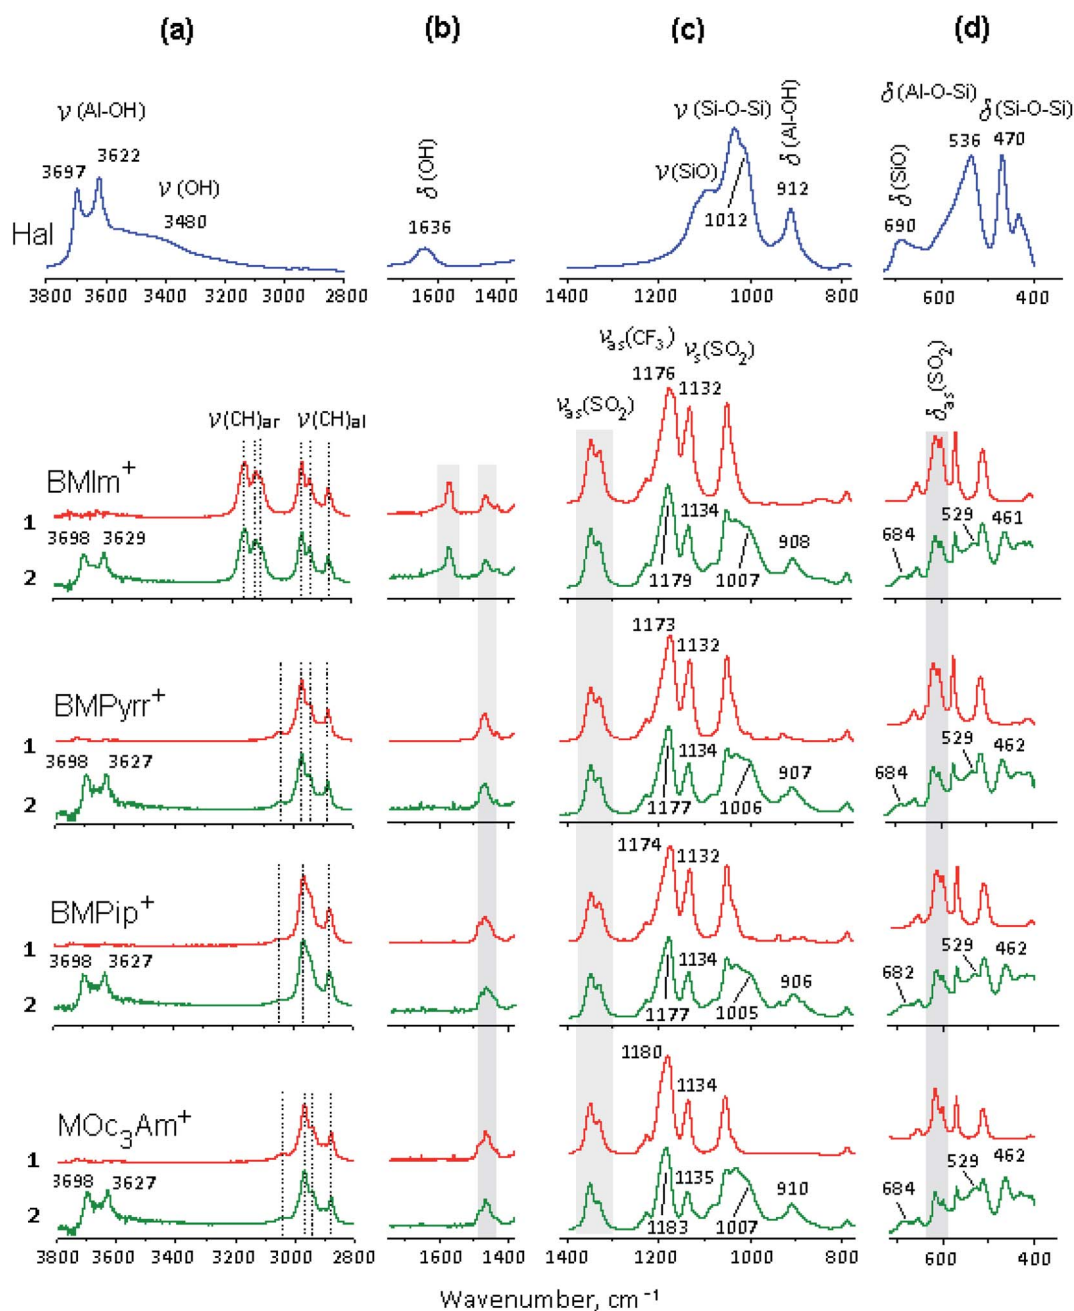 (a) (b) (c) (d)
ν(Al-OH) ν(Si-O-Si) δ(Al-OH) δ(Al-O-Si) δ(Si-O-Si)
3697 3622 ν(OH) 3480 δ(OH) 1636 ν(SiO) 1012 912 δ(SiO) 690 536 470
Hal
3800 3600 3400 3200 3000 2800 1600 1400 1400 1200 1000 800 600 400
νas(CF3) νs(SO2) δas(SO2)
1176 1132
ν(CH)ar ν(CH)al νas(SO2)
BMIm+
1
3698 3629 1134 908 684 529 461
2 1179 1007
BMPyrr+ 1173 1132
1
3698 3627 1134 907 684 529 462
2 1177 1006
BMPip+ 1174 1132
1
3698 3627 1134 906 682 529 462
2 1177 1005
MOc3Am+ 1180 1134
1
3698 3627 1135 910 684 529 462
2 1183 1007
3800 3600 3400 3200 3000 2800 1600 1400 1400 1200 1000 800 600 400 200
Wavenumber, cm⁻¹